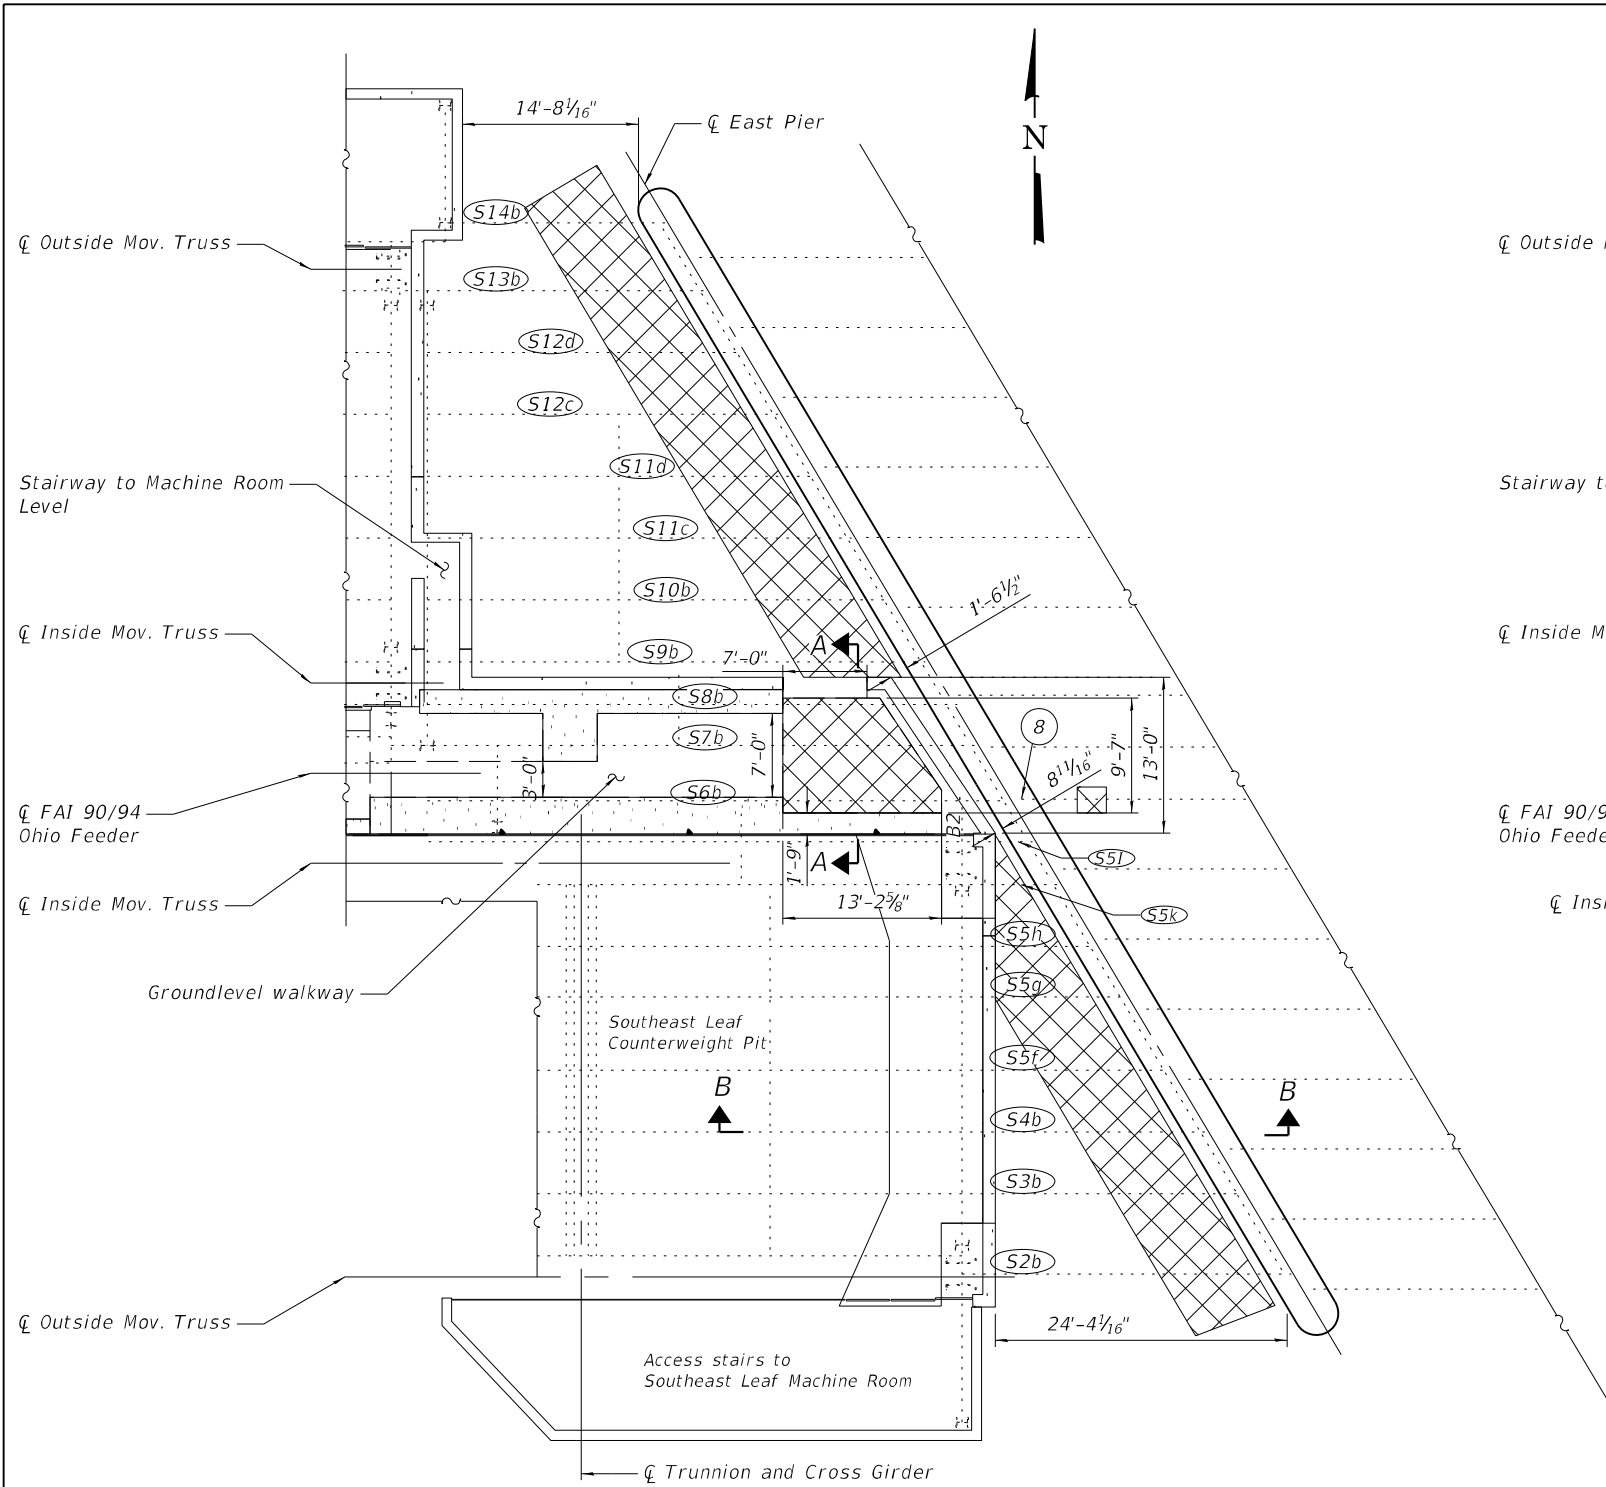 14'-8 1/16"
℄ East Pier
N
S14b
℄ Outside Mov. Truss
℄ Outside
S13b
S12d
S12c
S11d
Stairway to Machine Room
Level
Stairway
S11c
S10b
1'-6 1/2"
℄ Inside Mov. Truss
℄ Inside M
S9b
7'-0"
A
S8b
S7b
7'-0"
8
9'-7"
13'-0"
8 11/16"
3'-0"
S6b
℄ FAI 90/94
Ohio Feeder
℄ FAI 90/9
Ohio Feede
B2
1'-9"
A
S5l
℄ Inside Mov. Truss
13'-2 5/8"
S5k
℄ Insi
S5h
Groundlevel walkway
S5g
Southeast Leaf
Counterweight Pit
S5f
B
B
S4b
S3b
S2b
℄ Outside Mov. Truss
24'-4 1/16"
Access stairs to
Southeast Leaf Machine Room
℄ Trunnion and Cross Girder